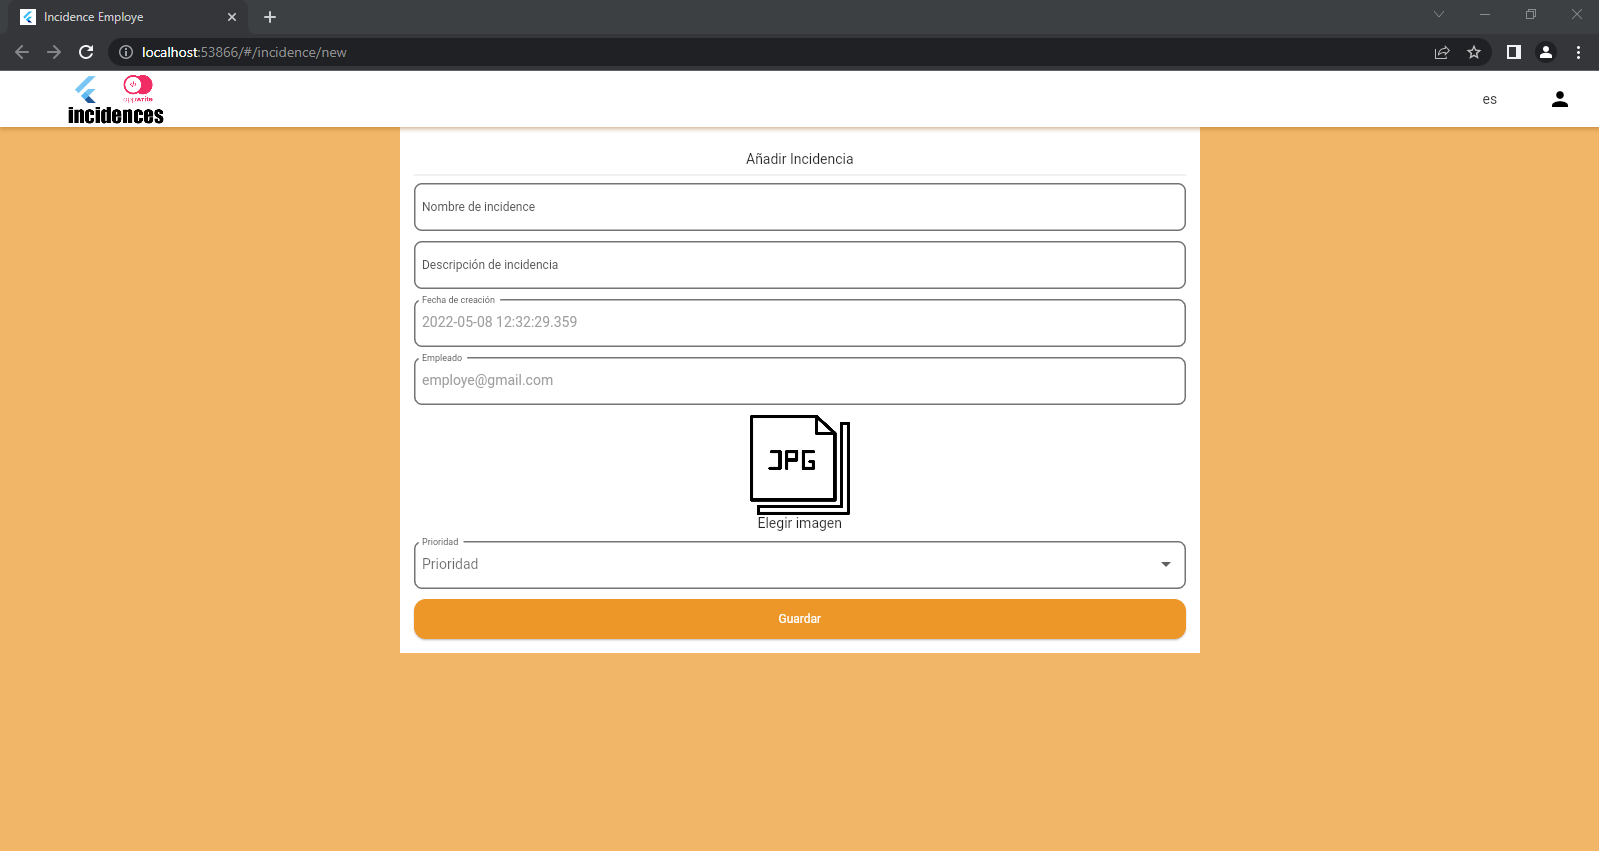 Incidence Employe
localhost:53866/#/incidence/new
appwrite
incidences
es
Añadir Incidencia
Nombre de incidence
Descripción de incidencia
Fecha de creación
2022-05-08 12:32:29.359
Empleado
employe@gmail.com
JPG
Elegir imagen
Prioridad
Prioridad
Guardar